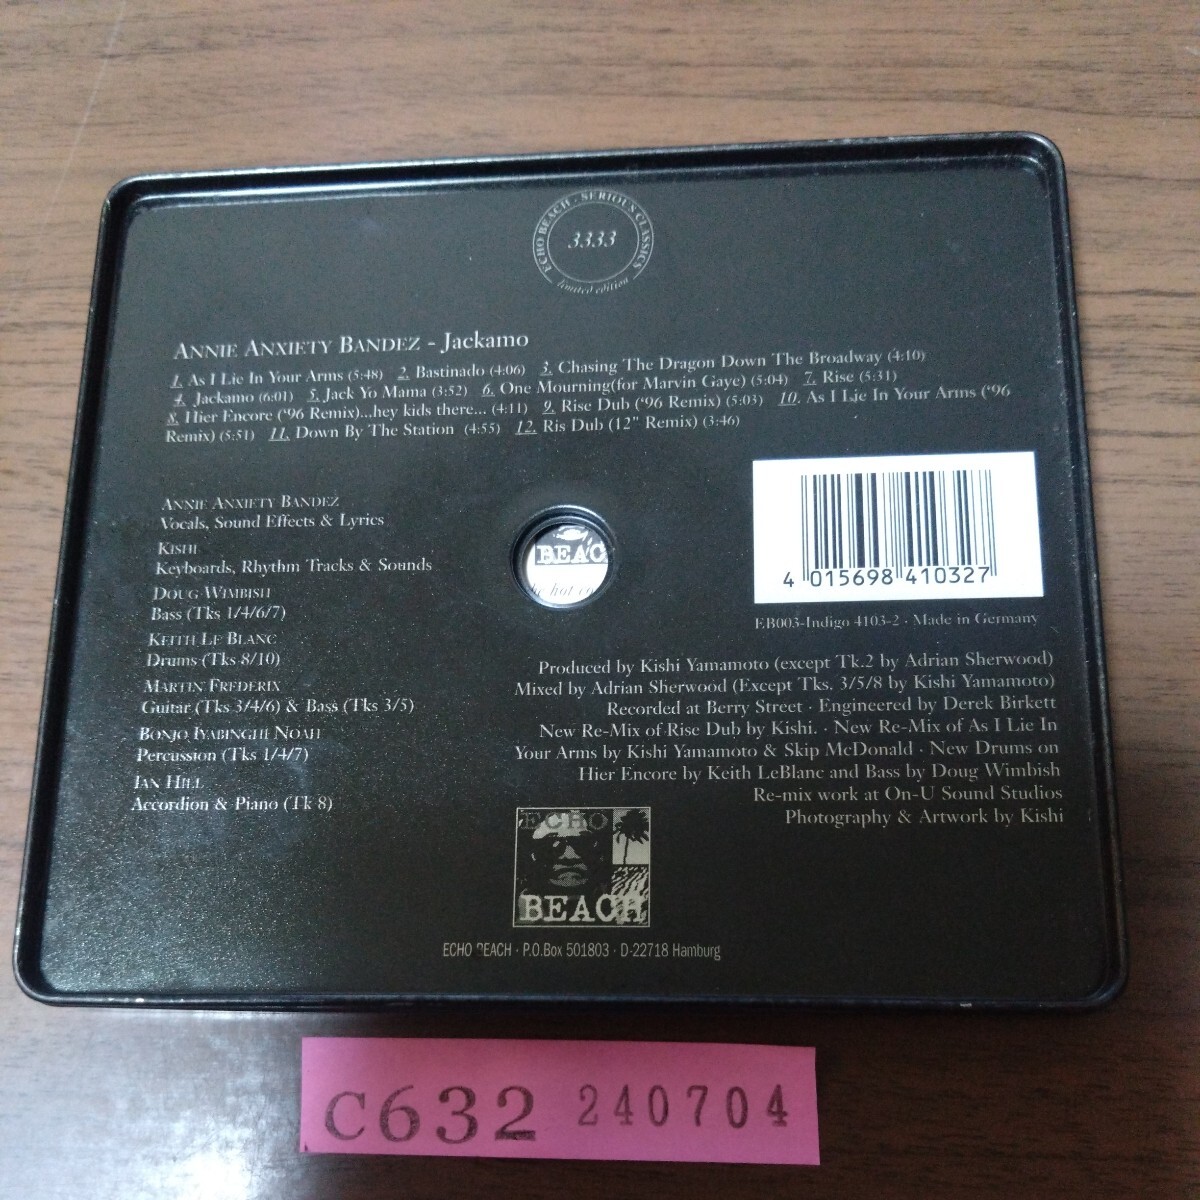 ECHO BEACH · SERIOUS CLASSICS
3333
limited edition
ANNIE ANXIETY BANDEZ - Jackamo
1. As I Lie In Your Arms (5:48) 2. Bastinado (4:06) 3. Chasing The Dragon Down The Broadway (4:10)
4. Jackamo (6:01) 5. Jack Yo Mama (3:52) 6. One Mourning(for Marvin Gaye) (5:04) 7. Rise (5:31)
8. Hier Encore ('96 Remix)...hey kids there... (4:11) 9. Rise Dub ('96 Remix) (5:03) 10. As I Lie In Your Arms ('96
Remix) (5:51) 11. Down By The Station (4:55) 12. Ris Dub (12" Remix) (3:46)
ANNIE ANXIETY BANDEZ
Vocals, Sound Effects & Lyrics
KISHI
Keyboards, Rhythm Tracks & Sounds
DOUG WIMBISH
Bass (Tks 1/4/6/7)
KEITH LE BLANC
Drums (Tks 8/10)
MARTIN FREDERIX
Guitar (Tks 3/4/6) & Bass (Tks 3/5)
BONJO IYABINGHI NOAH
Percussion (Tks 1/4/7)
IAN HILL
Accordion & Piano (Tk 8)
BEAC
hot
4 015698 410327
EB003-Indigo 4103-2 · Made in Germany
Produced by Kishi Yamamoto (except Tk.2 by Adrian Sherwood)
Mixed by Adrian Sherwood (Except Tks. 3/5/8 by Kishi Yamamoto)
Recorded at Berry Street · Engineered by Derek Birkett
New Re-Mix of Rise Dub by Kishi. · New Re-Mix of As I Lie In
Your Arms by Kishi Yamamoto & Skip McDonald · New Drums on
Hier Encore by Keith LeBlanc and Bass by Doug Wimbish
Re-mix work at On-U Sound Studios
Photography & Artwork by Kishi
ECHO
BEACH
ECHO BEACH · P.O.Box 501803 · D-22718 Hamburg
C632 240704